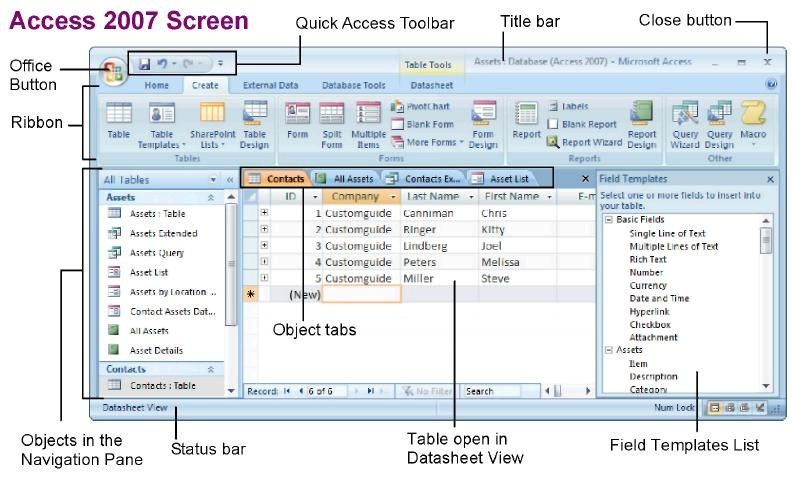 Access 2007 Screen
Quick Access Toolbar
Title bar
Close button
Office
Button
Ribbon
Table Tools
Assets : Database (Access 2007) - Microsoft Access
Home
Create
External Data
Database Tools
Datasheet
Table
Table
Templates
SharePoint
Lists
Table
Design
Tables
Form
Split
Form
Multiple
Items
PivotChart
Blank Form
More Forms
Form
Design
Forms
Report
Labels
Blank Report
Report Wizard
Report
Design
Reports
Query
Wizard
Query
Design
Macro
Other
All Tables
Assets
Assets : Table
Assets Extended
Assets Query
Asset List
Assets by Location ...
Contact Assets Dat...
All Assets
Asset Details
Contacts
Contacts : Table
Contacts
All Assets
Contacts Ex...
Asset List
ID Company Last Name First Name E-m
1 Customguide Canniman Chris
2 Customguide Ringer Kitty
3 Customguide Lindberg Joel
4 Customguide Peters Melissa
5 Customguide Miller Steve
(New)
Object tabs
Record: 6 of 6 No Filter Search
Field Templates
Select one or more fields to insert into
your table.
Basic Fields
Single Line of Text
Multiple Lines of Text
Rich Text
Number
Currency
Date and Time
Hyperlink
Checkbox
Attachment
Assets
Item
Description
Category
Datasheet View
Num Lock
Objects in the
Navigation Pane
Status bar
Table open in
Datasheet View
Field Templates List